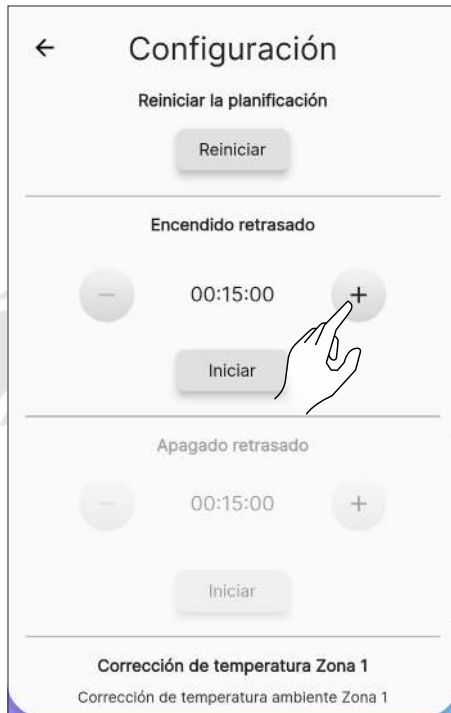 ← Configuración
Reiniciar la planificación
Reiniciar
Encendido retrasado
− 00:15:00 +
Iniciar
Apagado retrasado
− 00:15:00 +
Iniciar
Corrección de temperatura Zona 1
Corrección de temperatura ambiente Zona 1